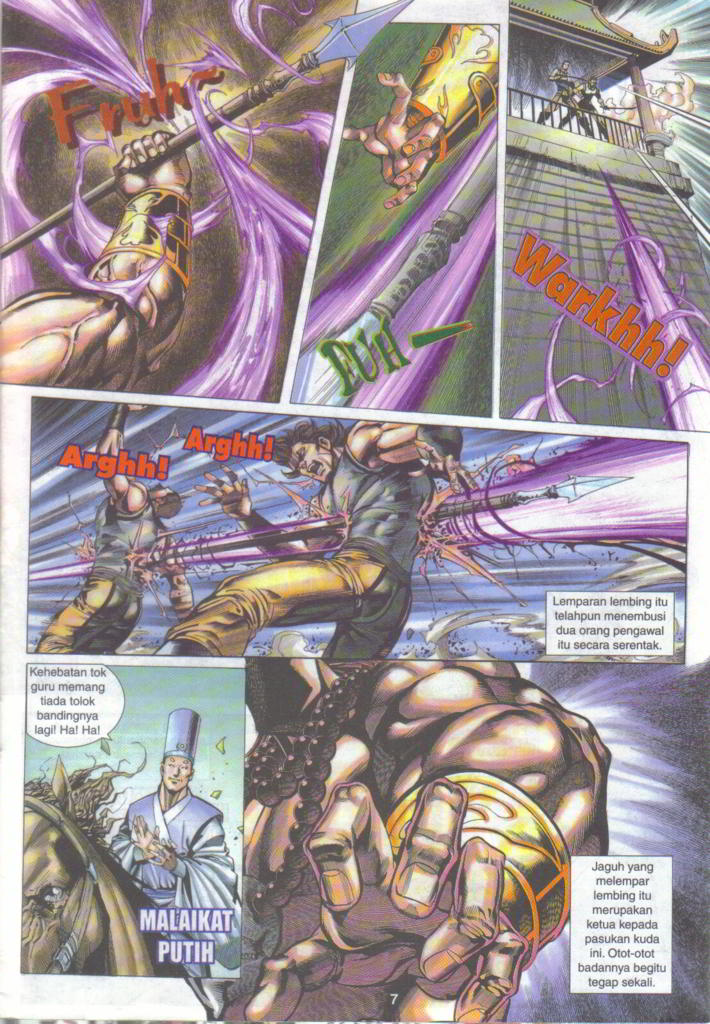 Fruh~
FUH —
Warkhh!
Arghh!
Arghh!
Lemparan lembing itu
telahpun menembusi
dua orang pengawal
itu secara serentak.
Kehebatan tok
guru memang
tiada tolok
bandingnya
lagi! Ha! Ha!
MALAIKAT
PUTIH
Jaguh yang
melempar
lembing itu
merupakan
ketua kepada
pasukan kuda
ini. Otot-otot
badannya begitu
tegap sekali.
7